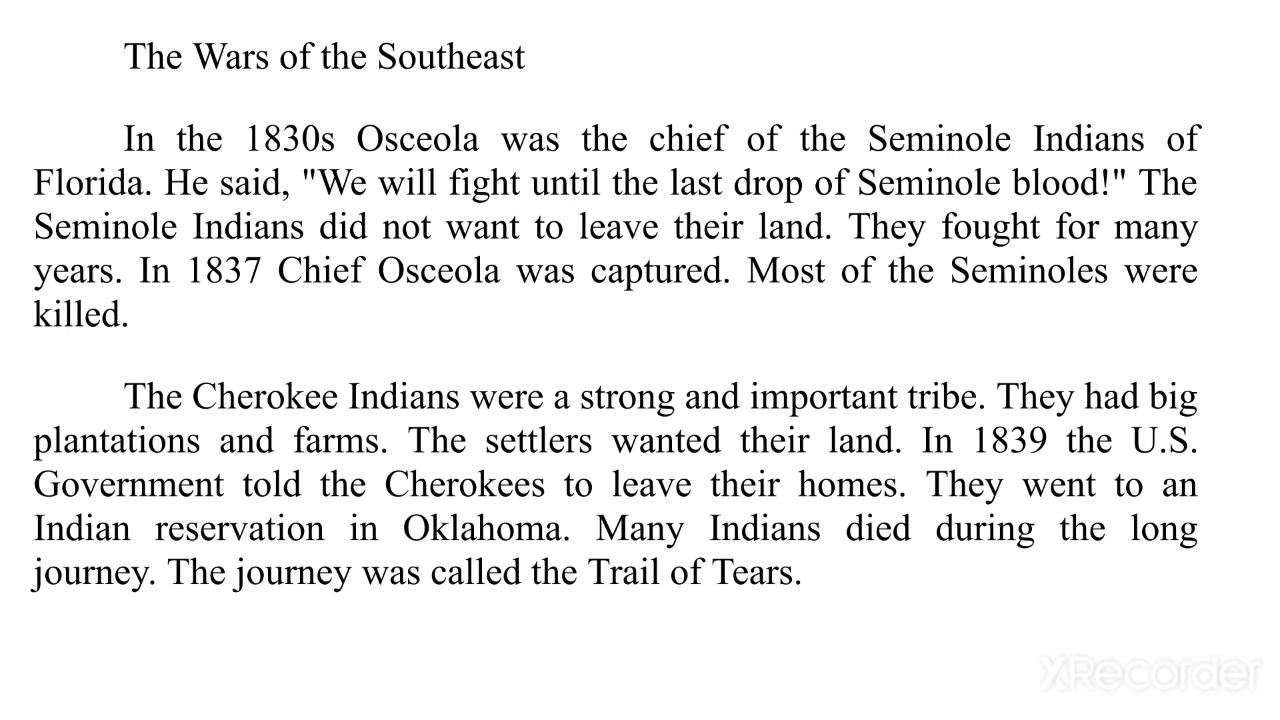 The Wars of the Southeast
In the 1830s Osceola was the chief of the Seminole Indians of
Florida. He said, "We will fight until the last drop of Seminole blood!" The
Seminole Indians did not want to leave their land. They fought for many
years. In 1837 Chief Osceola was captured. Most of the Seminoles were
killed.
The Cherokee Indians were a strong and important tribe. They had big
plantations and farms. The settlers wanted their land. In 1839 the U.S.
Government told the Cherokees to leave their homes. They went to an
Indian reservation in Oklahoma. Many Indians died during the long
journey. The journey was called the Trail of Tears.
XRecorder